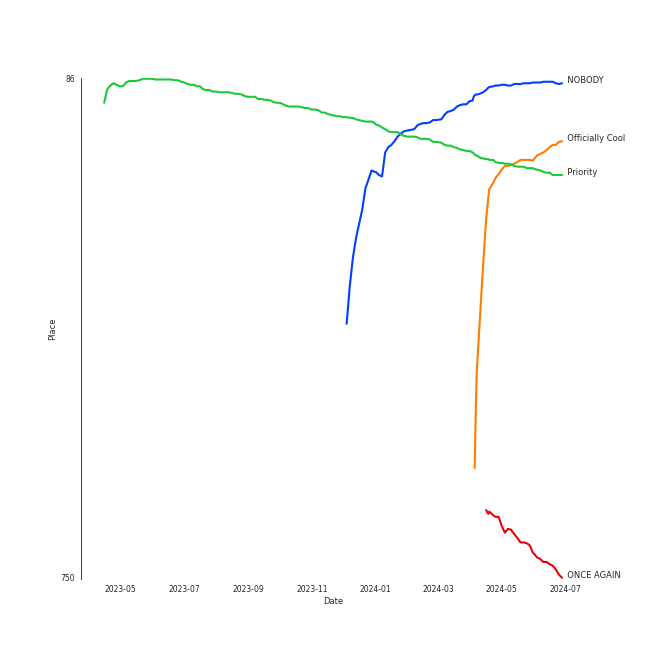 86
NOBODY
Officially Cool
Priority
Place
750
ONCE AGAIN
2023-05 2023-07 2023-09 2023-11 2024-01 2024-03 2024-05 2024-07
Date